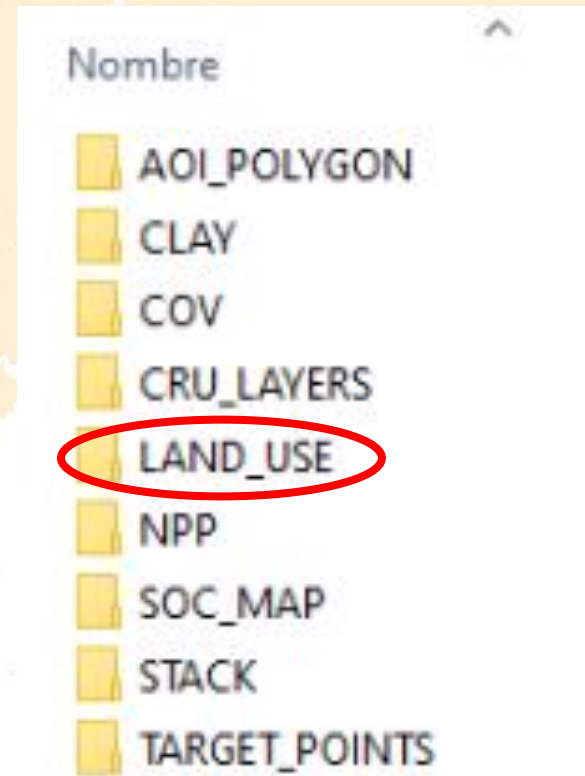 Nombre
AOI_POLYGON
CLAY
COV
CRU_LAYERS
LAND_USE
NPP
SOC_MAP
STACK
TARGET_POINTS